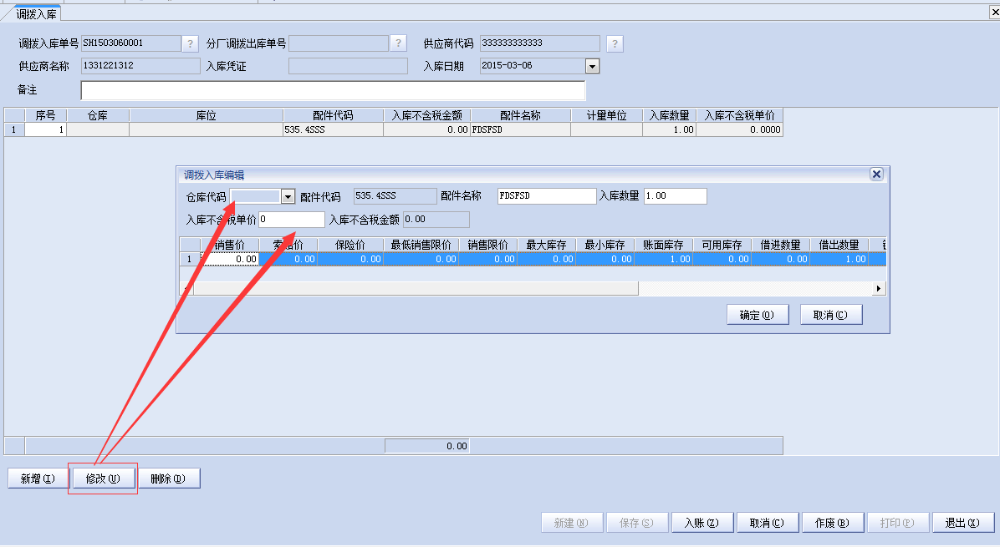 调拨入库
调拨入库单号 SH1503060001 ? 分厂调拨出库单号 ? 供应商代码 333333333333 ?
供应商名称 1331221312 入库凭证 入库日期 2015-03-06
备注
序号 仓库 库位 配件代码 入库不含税金额 配件名称 计量单位 入库数量 入库不含税单价
1 1 535.4SSS 0.00 FDSFSD 1.00 0.0000
调拨入库编辑
仓库代码 配件代码 535.4SSS 配件名称 FDSFSD 入库数量 1.00
入库不含税单价 0 入库不含税金额 0.00
销售价 索赔价 保险价 最低销售限价 销售限价 最大库存 最小库存 账面库存 可用库存 借进数量 借出数量
1 0.00 0.00 0.00 0.00 0.00 0.00 0.00 1.00 0.00 0.00 1.00
确定(O) 取消(C)
0.00
新增(I) 修改(U) 删除(D)
新建(N) 保存(S) 入账(Z) 取消(C) 作废(B) 打印(P) 退出(X)